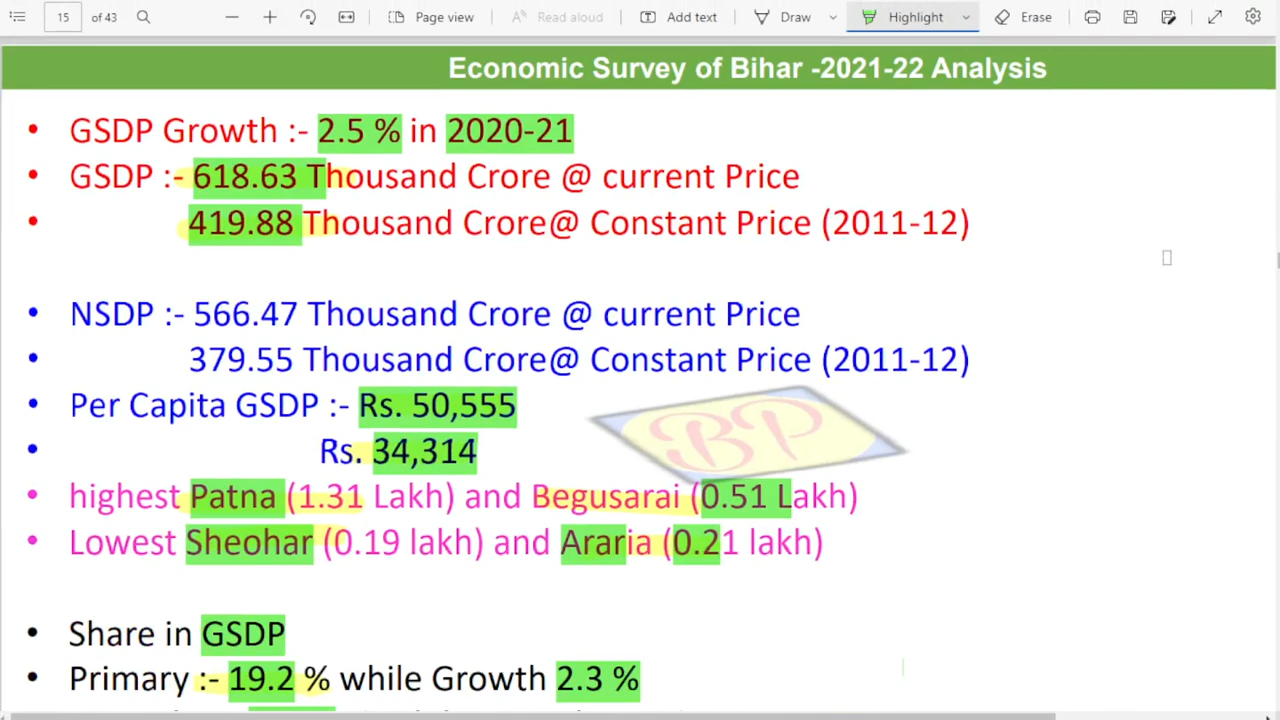 15 of 43 Page view Read aloud Add text Draw Highlight Erase
Economic Survey of Bihar -2021-22 Analysis
• GSDP Growth :- 2.5 % in 2020-21
• GSDP :- 618.63 Thousand Crore @ current Price
• 419.88 Thousand Crore@ Constant Price (2011-12)
• NSDP :- 566.47 Thousand Crore @ current Price
• 379.55 Thousand Crore@ Constant Price (2011-12)
• Per Capita GSDP :- Rs. 50,555
• Rs. 34,314
BP
• highest Patna (1.31 Lakh) and Begusarai (0.51 Lakh)
• Lowest Sheohar (0.19 lakh) and Araria (0.21 lakh)
• Share in GSDP
• Primary :- 19.2 % while Growth 2.3 %